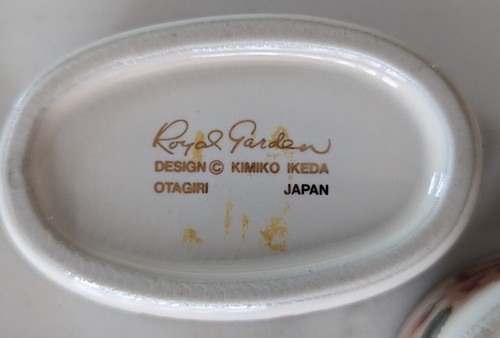 Royal Garden
DESIGN © KIMIKO IKEDA
OTAGIRI JAPAN